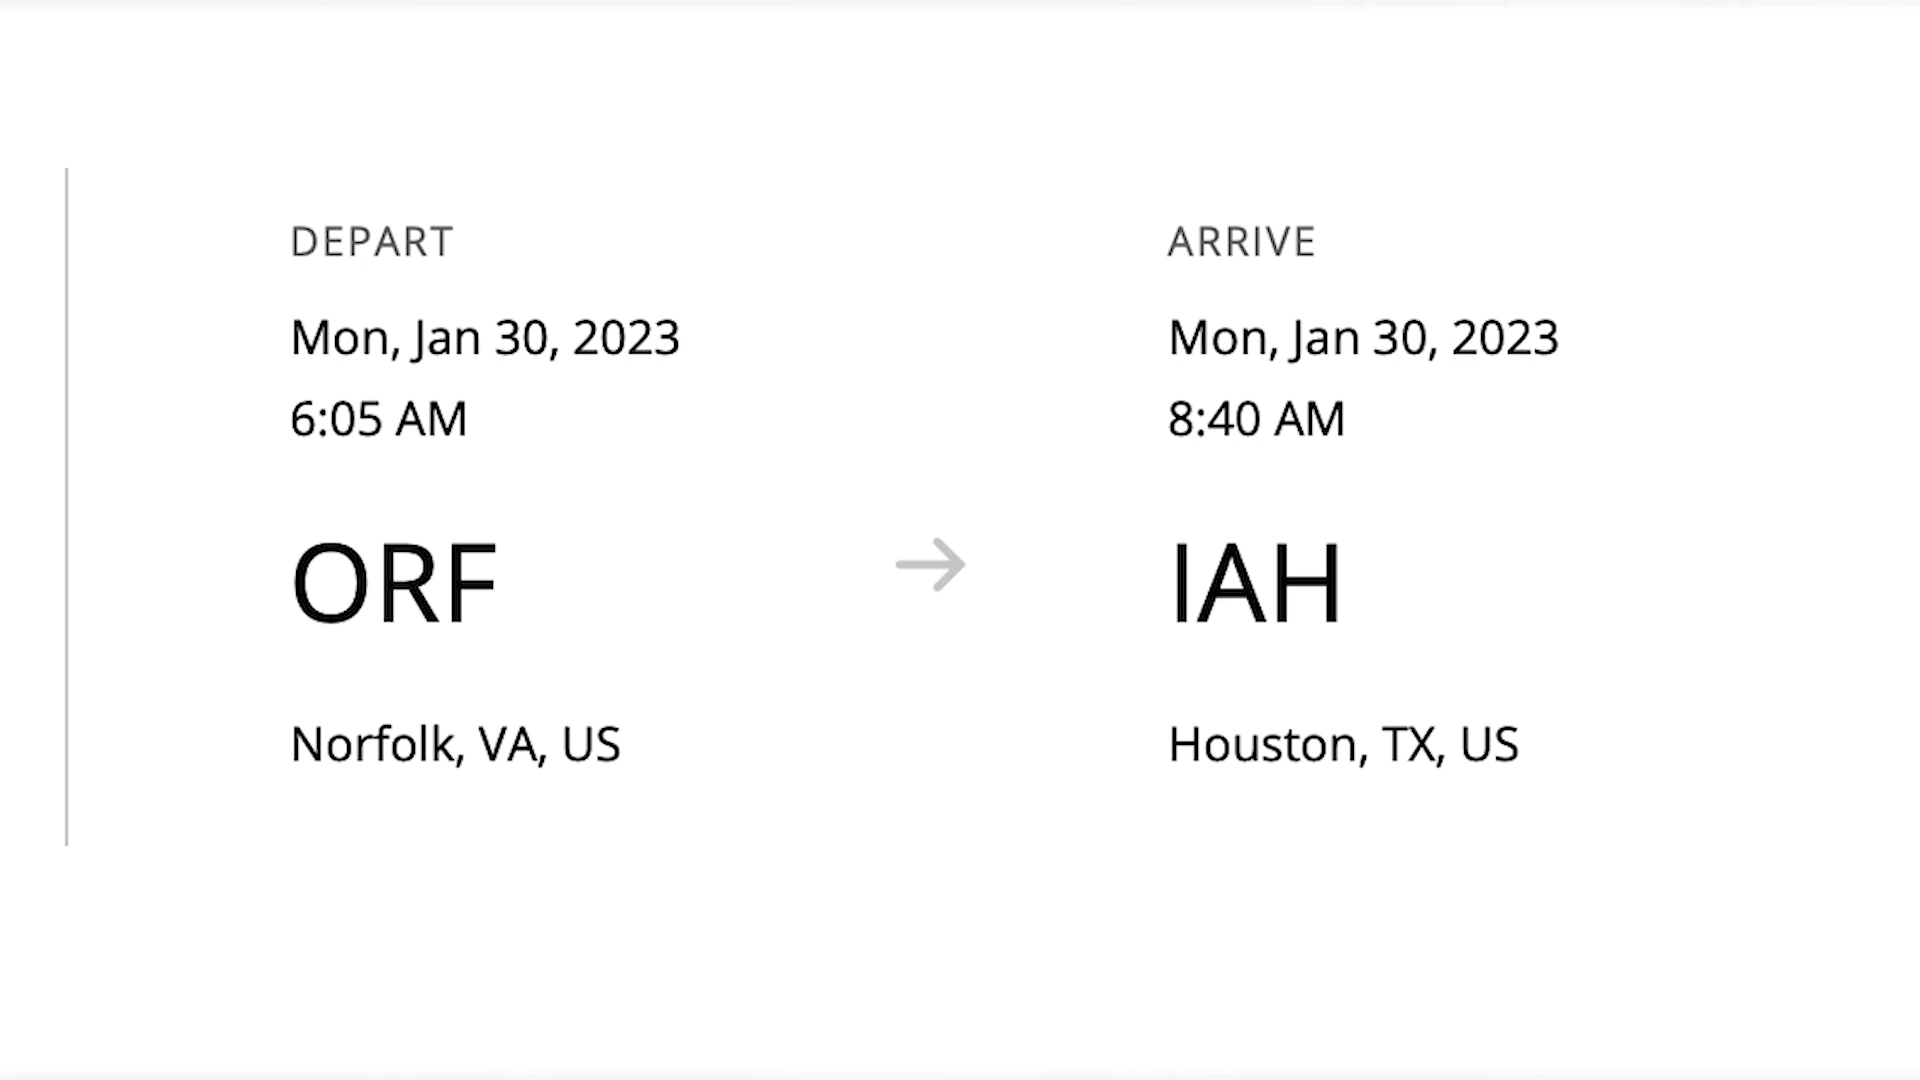 DEPART
Mon, Jan 30, 2023
6:05 AM
ORF
Norfolk, VA, US
ARRIVE
Mon, Jan 30, 2023
8:40 AM
IAH
Houston, TX, US